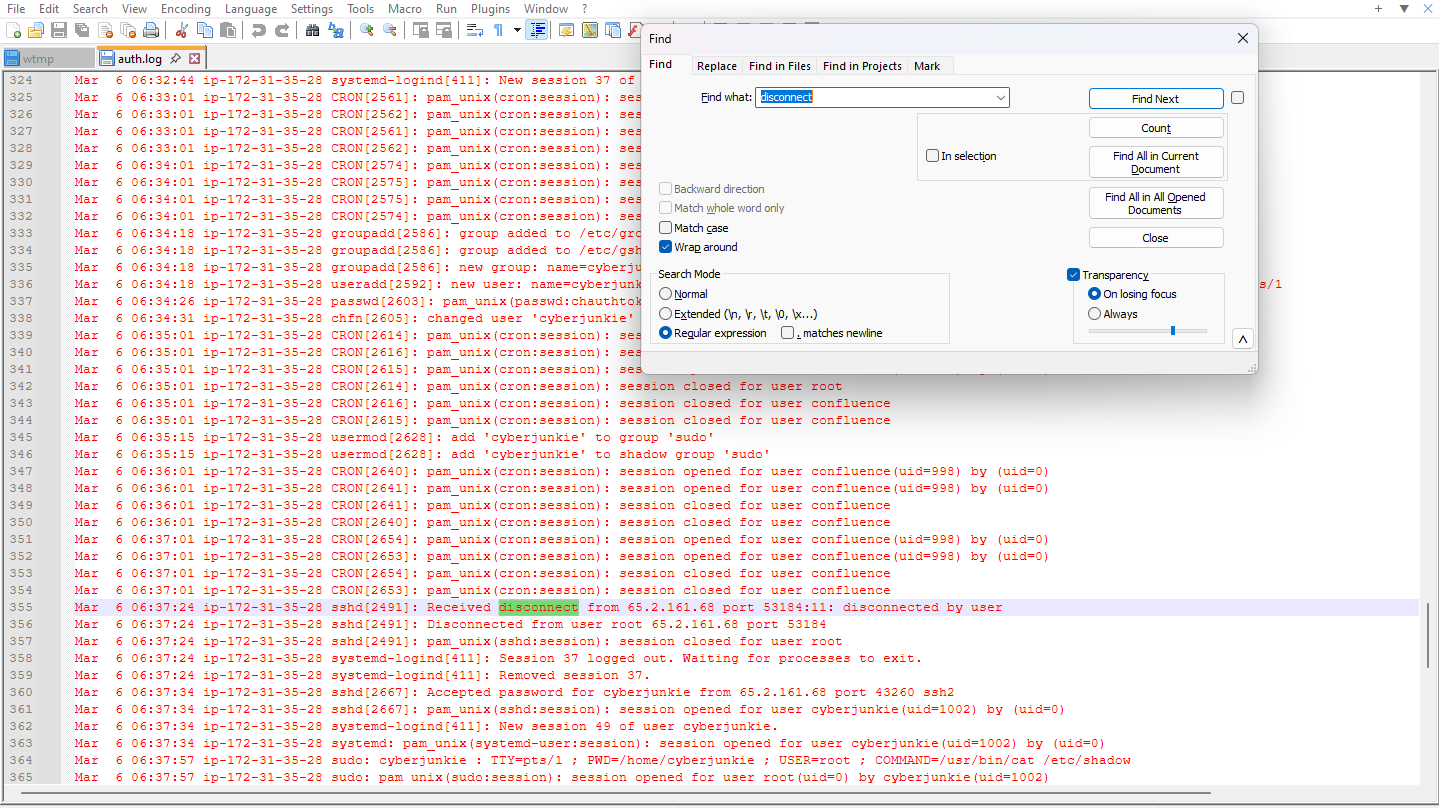 File Edit Search View Encoding Language Settings Tools Macro Run Plugins Window ?
wtmp auth.log
Find
Find Replace Find in Files Find in Projects Mark
Find what: disconnect Find Next
Count
In selection
Find All in Current Document
Backward direction
Find All in All Opened Documents
Match whole word only
Match case
Close
Wrap around
Search Mode
Transparency
Normal
On losing focus
Extended (\n, \r, \t, \0, \x...)
Always
Regular expression . matches newline
324 Mar 6 06:32:44 ip-172-31-35-28 systemd-logind[411]: New session 37 of
325 Mar 6 06:33:01 ip-172-31-35-28 CRON[2561]: pam_unix(cron:session): ses
326 Mar 6 06:33:01 ip-172-31-35-28 CRON[2562]: pam_unix(cron:session): ses
327 Mar 6 06:33:01 ip-172-31-35-28 CRON[2561]: pam_unix(cron:session): ses
328 Mar 6 06:33:01 ip-172-31-35-28 CRON[2562]: pam_unix(cron:session): ses
329 Mar 6 06:34:01 ip-172-31-35-28 CRON[2574]: pam_unix(cron:session): ses
330 Mar 6 06:34:01 ip-172-31-35-28 CRON[2575]: pam_unix(cron:session): ses
331 Mar 6 06:34:01 ip-172-31-35-28 CRON[2575]: pam_unix(cron:session): ses
332 Mar 6 06:34:01 ip-172-31-35-28 CRON[2574]: pam_unix(cron:session): ses
333 Mar 6 06:34:18 ip-172-31-35-28 groupadd[2586]: group added to /etc/gro
334 Mar 6 06:34:18 ip-172-31-35-28 groupadd[2586]: group added to /etc/gsh
335 Mar 6 06:34:18 ip-172-31-35-28 groupadd[2586]: new group: name=cyberju
336 Mar 6 06:34:18 ip-172-31-35-28 useradd[2592]: new user: name=cyberjunk s/1
337 Mar 6 06:34:26 ip-172-31-35-28 passwd[2603]: pam_unix(passwd:chauthtok
338 Mar 6 06:34:31 ip-172-31-35-28 chfn[2605]: changed user 'cyberjunkie'
339 Mar 6 06:35:01 ip-172-31-35-28 CRON[2614]: pam_unix(cron:session): ses
340 Mar 6 06:35:01 ip-172-31-35-28 CRON[2616]: pam_unix(cron:session): ses
341 Mar 6 06:35:01 ip-172-31-35-28 CRON[2615]: pam_unix(cron:session): ses
342 Mar 6 06:35:01 ip-172-31-35-28 CRON[2614]: pam_unix(cron:session): session closed for user root
343 Mar 6 06:35:01 ip-172-31-35-28 CRON[2616]: pam_unix(cron:session): session closed for user confluence
344 Mar 6 06:35:01 ip-172-31-35-28 CRON[2615]: pam_unix(cron:session): session closed for user confluence
345 Mar 6 06:35:15 ip-172-31-35-28 usermod[2628]: add 'cyberjunkie' to group 'sudo'
346 Mar 6 06:35:15 ip-172-31-35-28 usermod[2628]: add 'cyberjunkie' to shadow group 'sudo'
347 Mar 6 06:36:01 ip-172-31-35-28 CRON[2640]: pam_unix(cron:session): session opened for user confluence(uid=998) by (uid=0)
348 Mar 6 06:36:01 ip-172-31-35-28 CRON[2641]: pam_unix(cron:session): session opened for user confluence(uid=998) by (uid=0)
349 Mar 6 06:36:01 ip-172-31-35-28 CRON[2641]: pam_unix(cron:session): session closed for user confluence
350 Mar 6 06:36:01 ip-172-31-35-28 CRON[2640]: pam_unix(cron:session): session closed for user confluence
351 Mar 6 06:37:01 ip-172-31-35-28 CRON[2654]: pam_unix(cron:session): session opened for user confluence(uid=998) by (uid=0)
352 Mar 6 06:37:01 ip-172-31-35-28 CRON[2653]: pam_unix(cron:session): session opened for user confluence(uid=998) by (uid=0)
353 Mar 6 06:37:01 ip-172-31-35-28 CRON[2654]: pam_unix(cron:session): session closed for user confluence
354 Mar 6 06:37:01 ip-172-31-35-28 CRON[2653]: pam_unix(cron:session): session closed for user confluence
355 Mar 6 06:37:24 ip-172-31-35-28 sshd[2491]: Received disconnect from 65.2.161.68 port 53184:11: disconnected by user
356 Mar 6 06:37:24 ip-172-31-35-28 sshd[2491]: Disconnected from user root 65.2.161.68 port 53184
357 Mar 6 06:37:24 ip-172-31-35-28 sshd[2491]: pam_unix(sshd:session): session closed for user root
358 Mar 6 06:37:24 ip-172-31-35-28 systemd-logind[411]: Session 37 logged out. Waiting for processes to exit.
359 Mar 6 06:37:24 ip-172-31-35-28 systemd-logind[411]: Removed session 37.
360 Mar 6 06:37:34 ip-172-31-35-28 sshd[2667]: Accepted password for cyberjunkie from 65.2.161.68 port 43260 ssh2
361 Mar 6 06:37:34 ip-172-31-35-28 sshd[2667]: pam_unix(sshd:session): session opened for user cyberjunkie(uid=1002) by (uid=0)
362 Mar 6 06:37:34 ip-172-31-35-28 systemd-logind[411]: New session 49 of user cyberjunkie.
363 Mar 6 06:37:34 ip-172-31-35-28 systemd: pam_unix(systemd-user:session): session opened for user cyberjunkie(uid=1002) by (uid=0)
364 Mar 6 06:37:57 ip-172-31-35-28 sudo: cyberjunkie : TTY=pts/1 ; PWD=/home/cyberjunkie ; USER=root ; COMMAND=/usr/bin/cat /etc/shadow
365 Mar 6 06:37:57 ip-172-31-35-28 sudo: pam_unix(sudo:session): session opened for user root(uid=0) by cyberjunkie(uid=1002)